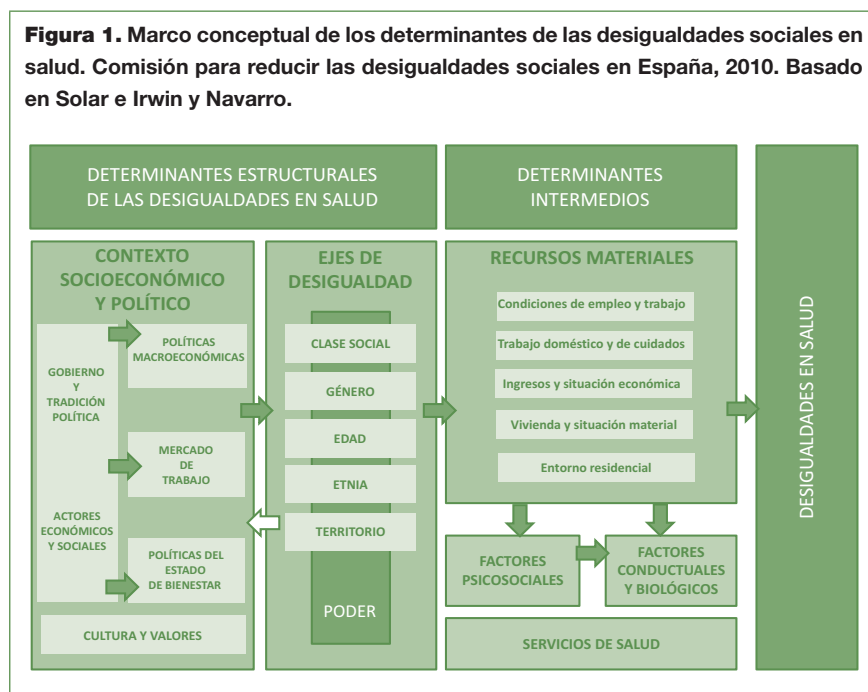 Figura 1. Marco conceptual de los determinantes de las desigualdades sociales en
salud. Comisión para reducir las desigualdades sociales en España, 2010. Basado
en Solar e Irwin y Navarro.
DETERMINANTES ESTRUCTURALES
DE LAS DESIGUALDADES EN SALUD
DETERMINANTES
INTERMEDIOS
CONTEXTO
SOCIOECONÓMICO
Y POLÍTICO
GOBIERNO
Y
TRADICIÓN
POLÍTICA
ACTORES
ECONÓMICOS
Y SOCIALES
POLÍTICAS
MACROECONÓMICAS
MERCADO
DE
TRABAJO
POLÍTICAS DEL
ESTADO
DE BIENESTAR
CULTURA Y VALORES
EJES DE
DESIGUALDAD
CLASE SOCIAL
GÉNERO
EDAD
ETNIA
TERRITORIO
PODER
RECURSOS MATERIALES
Condiciones de empleo y trabajo
Trabajo doméstico y de cuidados
Ingresos y situación económica
Vivienda y situación material
Entorno residencial
FACTORES
PSICOSOCIALES
FACTORES
CONDUCTUALES
Y BIOLÓGICOS
SERVICIOS DE SALUD
DESIGUALDADES EN SALUD